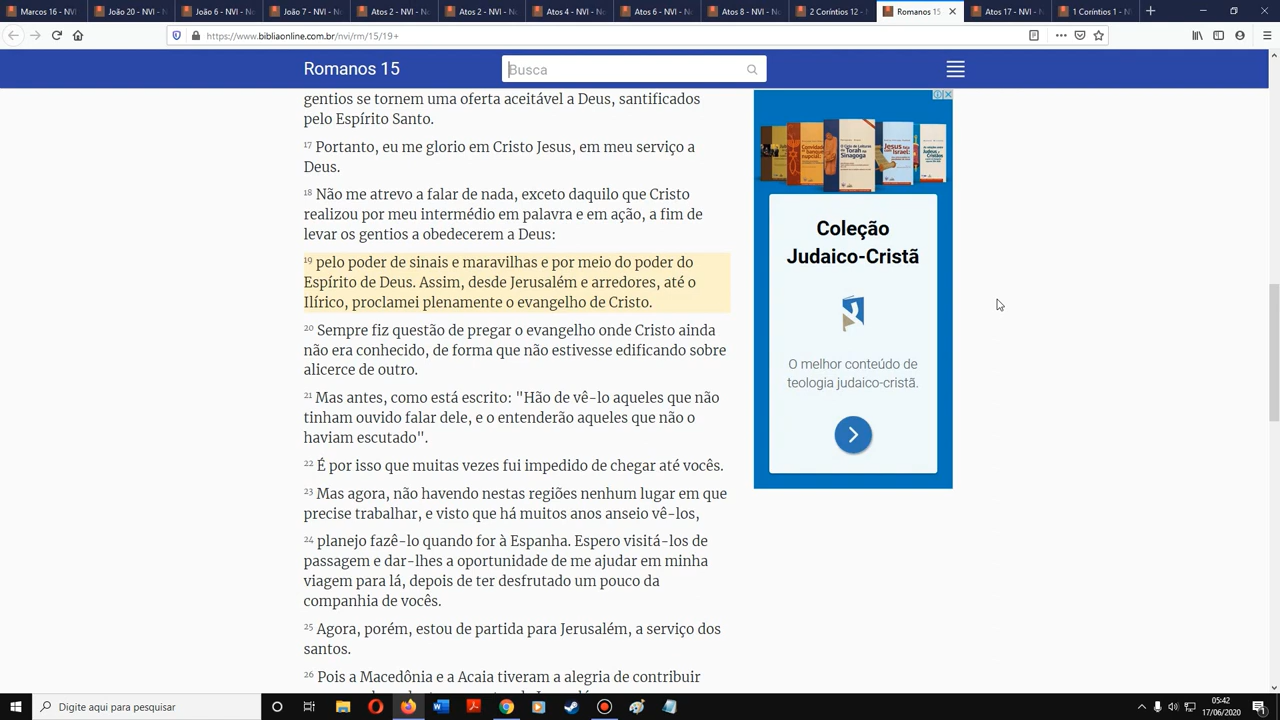 Marcos 16 - NVI
João 20 - NVI - N
João 6 - NVI - No
João 7 - NVI - No
Atos 2 - NVI - No
Atos 2 - NVI - N
Atos 4 - NVI - No
Atos 6 - NVI - No
Atos 8 - NVI - No
2 Coríntios 12 -
Romanos 15
Atos 17 - NVI - N
1 Coríntios 1 -
https://www.bibliaonline.com.br/nvi/rm/15/19+
Romanos 15
Busca
gentios se tornem uma oferta aceitável a Deus, santificados
pelo Espírito Santo.
17 Portanto, eu me glorio em Cristo Jesus, em meu serviço a
Deus.
18 Não me atrevo a falar de nada, exceto daquilo que Cristo
realizou por meu intermédio em palavra e em ação, a fim de
levar os gentios a obedecerem a Deus:
19 pelo poder de sinais e maravilhas e por meio do poder do
Espírito de Deus. Assim, desde Jerusalém e arredores, até o
Ilírico, proclamei plenamente o evangelho de Cristo.
20 Sempre fiz questão de pregar o evangelho onde Cristo ainda
não era conhecido, de forma que não estivesse edificando sobre
alicerce de outro.
21 Mas antes, como está escrito: "Hão de vê-lo aqueles que não
tinham ouvido falar dele, e o entenderão aqueles que não o
haviam escutado".
22 É por isso que muitas vezes fui impedido de chegar até vocês.
23 Mas agora, não havendo nestas regiões nenhum lugar em que
precise trabalhar, e visto que há muitos anos anseio vê-los,
24 planejo fazê-lo quando for à Espanha. Espero visitá-los de
passagem e dar-lhes a oportunidade de me ajudar em minha
viagem para lá, depois de ter desfrutado um pouco da
companhia de vocês.
25 Agora, porém, estou de partida para Jerusalém, a serviço dos
santos.
26 Pois a Macedônia e a Acaia tiveram a alegria de contribuir
Coleção
Judaico-Cristã
O melhor conteúdo de
teologia judaico-cristã.
Digite aqui para pesquisar
05:42
17/06/2020